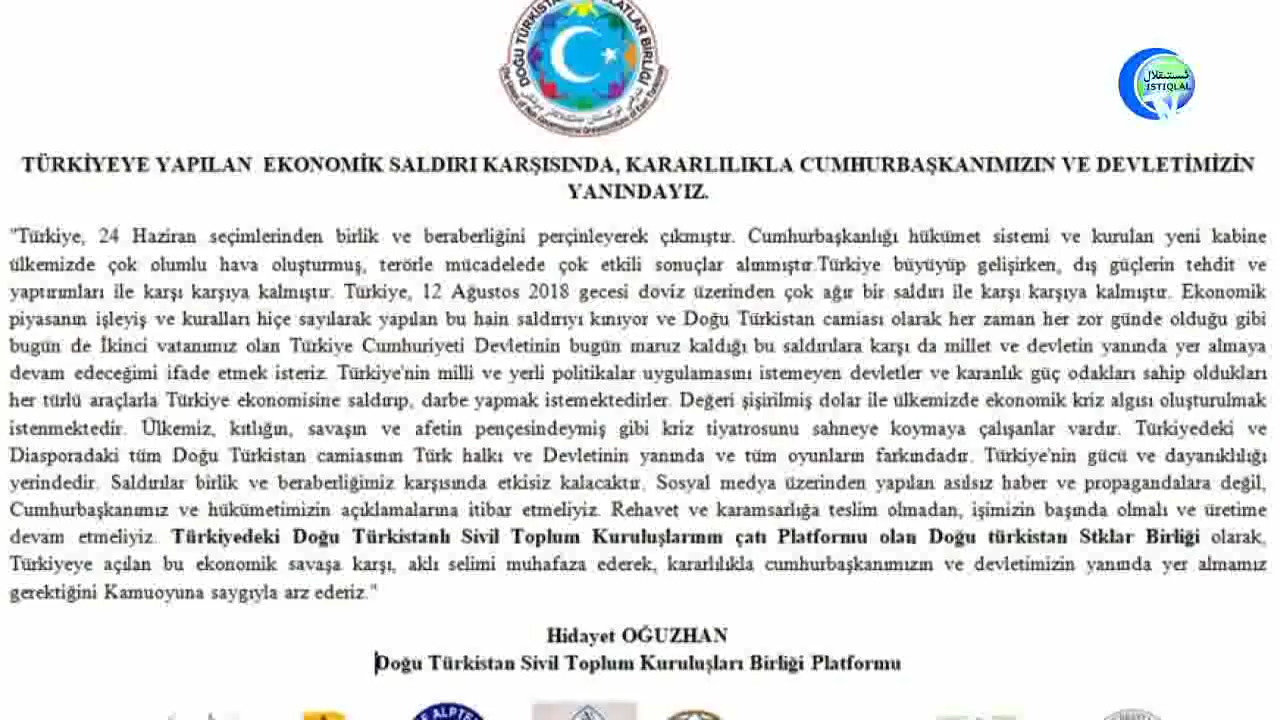 DOĞU TÜRKİSTAN
BİRLİĞİ
ئىستىقلال
ISTIQLAL
TÜRKİYEYE YAPILAN EKONOMİK SALDIRI KARŞISINDA, KARARLILIKLA CUMHURBAŞKANIMIZIN VE DEVLETİMİZİN
YANINDAYIZ.
"Türkiye, 24 Haziran seçimlerinden birlik ve beraberliğini perçinleyerek çıkmıştır. Cumhurbaşkanlığı hükümet sistemi ve kurulan yeni kabine
ülkemizde çok olumlu hava oluşturmuş, terörle mücadelede çok etkili sonuçlar alınmıştır.Türkiye büyüyüp gelişirken, dış güçlerin tehdit ve
yaptırımları ile karşı karşıya kalmıştır. Türkiye, 12 Ağustos 2018 gecesi döviz üzerinden çok ağır bir saldırı ile karşı karşıya kalmıştır. Ekonomik
piyasanın işleyiş ve kuralları hiçe sayılarak yapılan bu hain saldırıyı kınıyor ve Doğu Türkistan camiası olarak her zaman her zor günde olduğu gibi
bugün de İkinci vatanımız olan Türkiye Cumhuriyeti Devletinin bugün maruz kaldığı bu saldırılara karşı da millet ve devletin yanında yer almaya
devam edeceğimi ifade etmek isteriz. Türkiye'nin milli ve yerli politikalar uygulamasını istemeyen devletler ve karanlık güç odakları sahip oldukları
her türlü araçlarla Türkiye ekonomisine saldırıp, darbe yapmak istemektedirler. Değeri şişirilmiş dolar ile ülkemizde ekonomik kriz algısı oluşturulmak
istenmektedir. Ülkemiz, kıtlığın, savaşın ve afetin pençesindeymiş gibi kriz tiyatrosunu sahneye koymaya çalışanlar vardır. Türkiyedeki ve
Diasporadaki tüm Doğu Türkistan camiasının Türk halkı ve Devletinin yanında ve tüm oyunların farkındadır. Türkiye'nin gücü ve dayanıklılığı
yerindedir. Saldırılar birlik ve beraberliğimiz karşısında etkisiz kalacaktır. Sosyal medya üzerinden yapılan asılsız haber ve propagandalara değil,
Cumhurbaşkanımız ve hükümetimizin açıklamalarına itibar etmeliyiz. Rehavet ve karamsarlığa teslim olmadan, işimizin başında olmalı ve üretime
devam etmeliyiz. Türkiyedeki Doğu Türkistanlı Sivil Toplum Kuruluşlarının çatı Platformu olan Doğu türkistan Stklar Birliği olarak,
Türkiyeye açılan bu ekonomik savaşa karşı, aklı selimi muhafaza ederek, kararlılıkla cumhurbaşkanımızın ve devletimizin yanında yer almamız
gerektiğini Kamuoyuna saygıyla arz ederiz."
Hidayet OĞUZHAN
Doğu Türkistan Sivil Toplum Kuruluşları Birliği Platformu